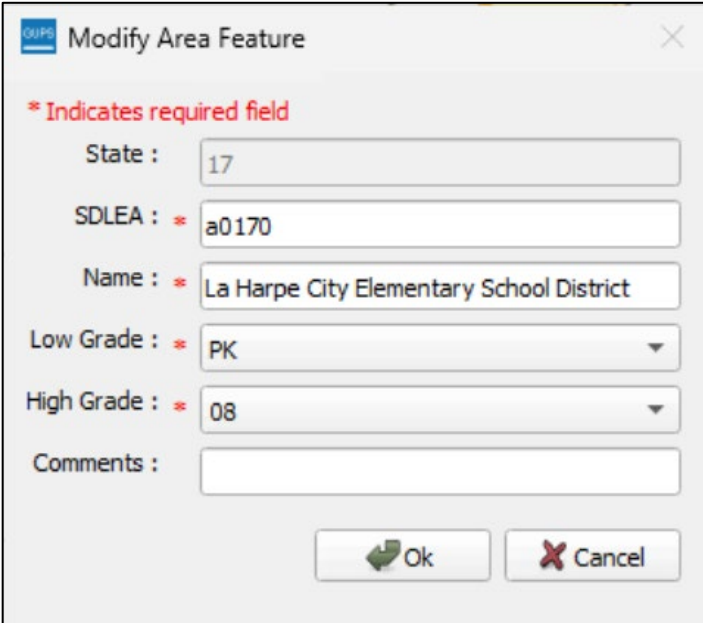 GUPS Modify Area Feature
* Indicates required field
State : 17
SDLEA : * a0170
Name : * La Harpe City Elementary School District
Low Grade : * PK
High Grade : * 08
Comments :
Ok Cancel